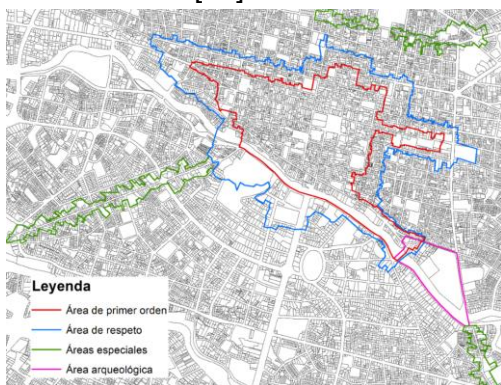 Leyenda
Área de primer orden
Área de respeto
Áreas especiales
Área arqueológica